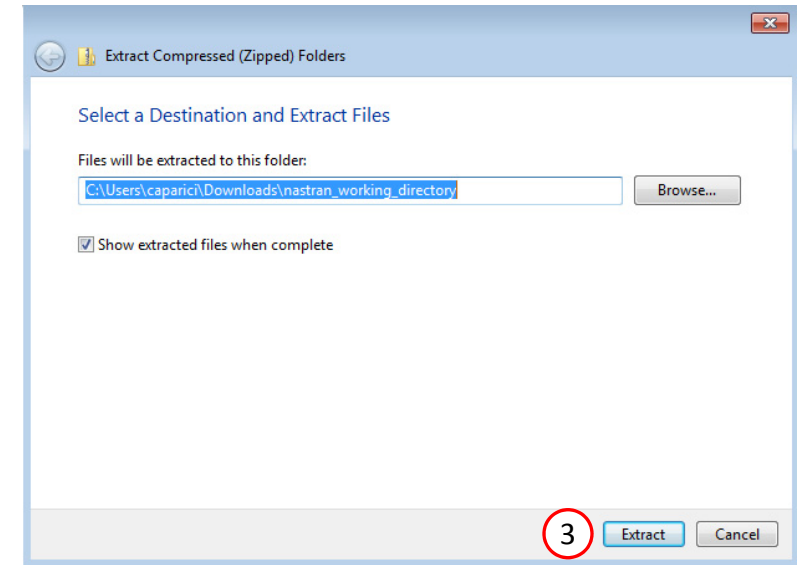 Extract Compressed (Zipped) Folders
Select a Destination and Extract Files
Files will be extracted to this folder:
C:\Users\caparici\Downloads\nastran_working_directory
Browse...
Show extracted files when complete
3 Extract Cancel